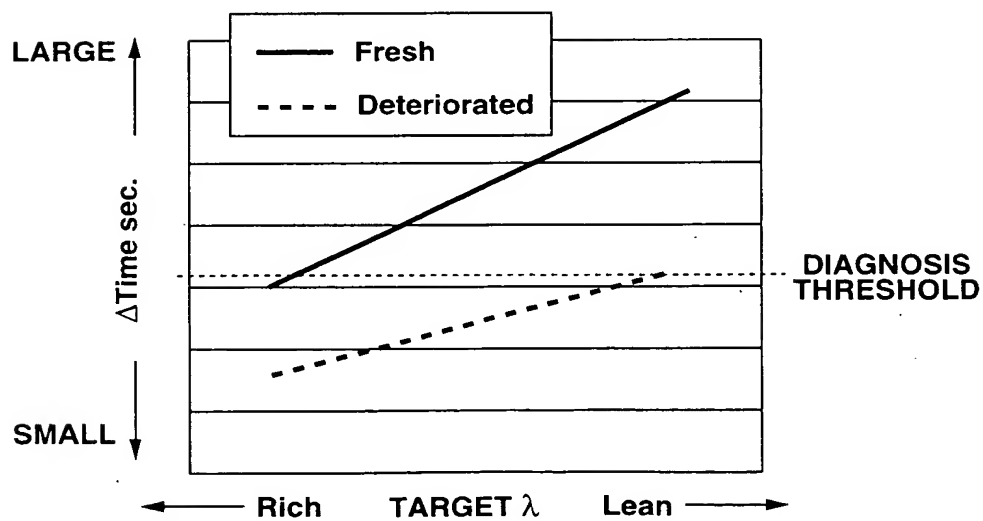 LARGE
Fresh
Deteriorated
ΔTime sec.
DIAGNOSIS
THRESHOLD
SMALL
Rich TARGET λ Lean